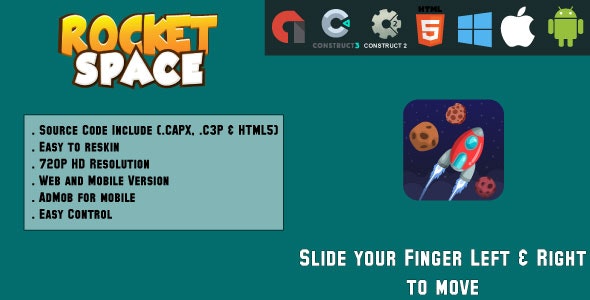 ROCKET
SPACE
CONSTRUCT3
CONSTRUCT 2
HTML
5
. Source Code Include (.CAPX, .C3P & HTML5)
. Easy to reskin
. 720P HD Resolution
. Web and Mobile Version
. AdMob for mobile
. Easy Control
Slide your Finger Left & Right
to move